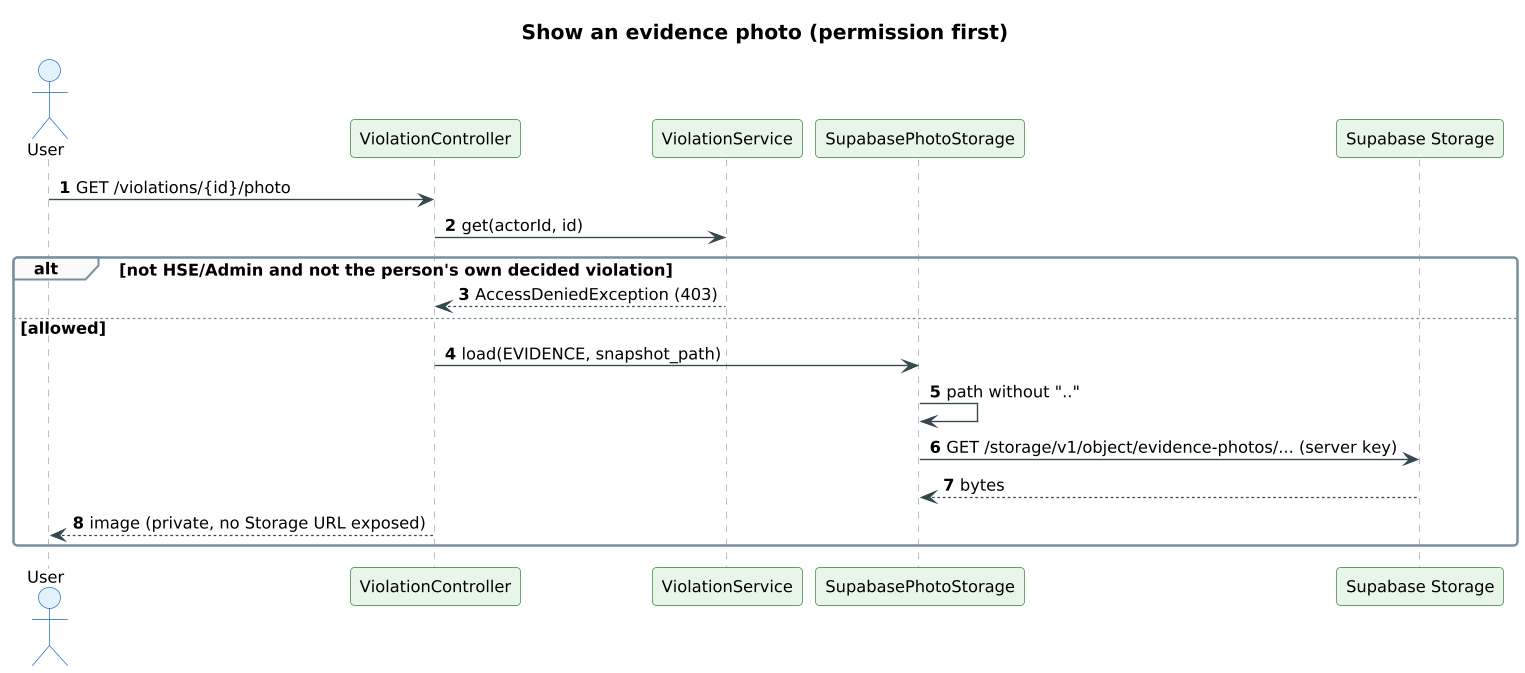 Show an evidence photo (permission first)
User
ViolationController
ViolationService
SupabasePhotoStorage
Supabase Storage
1 GET /violations/{id}/photo
2 get(actorId, id)
alt [not HSE/Admin and not the person's own decided violation]
3 AccessDeniedException (403)
[allowed]
4 load(EVIDENCE, snapshot_path)
5 path without ".."
6 GET /storage/v1/object/evidence-photos/... (server key)
7 bytes
8 image (private, no Storage URL exposed)
User
ViolationController
ViolationService
SupabasePhotoStorage
Supabase Storage